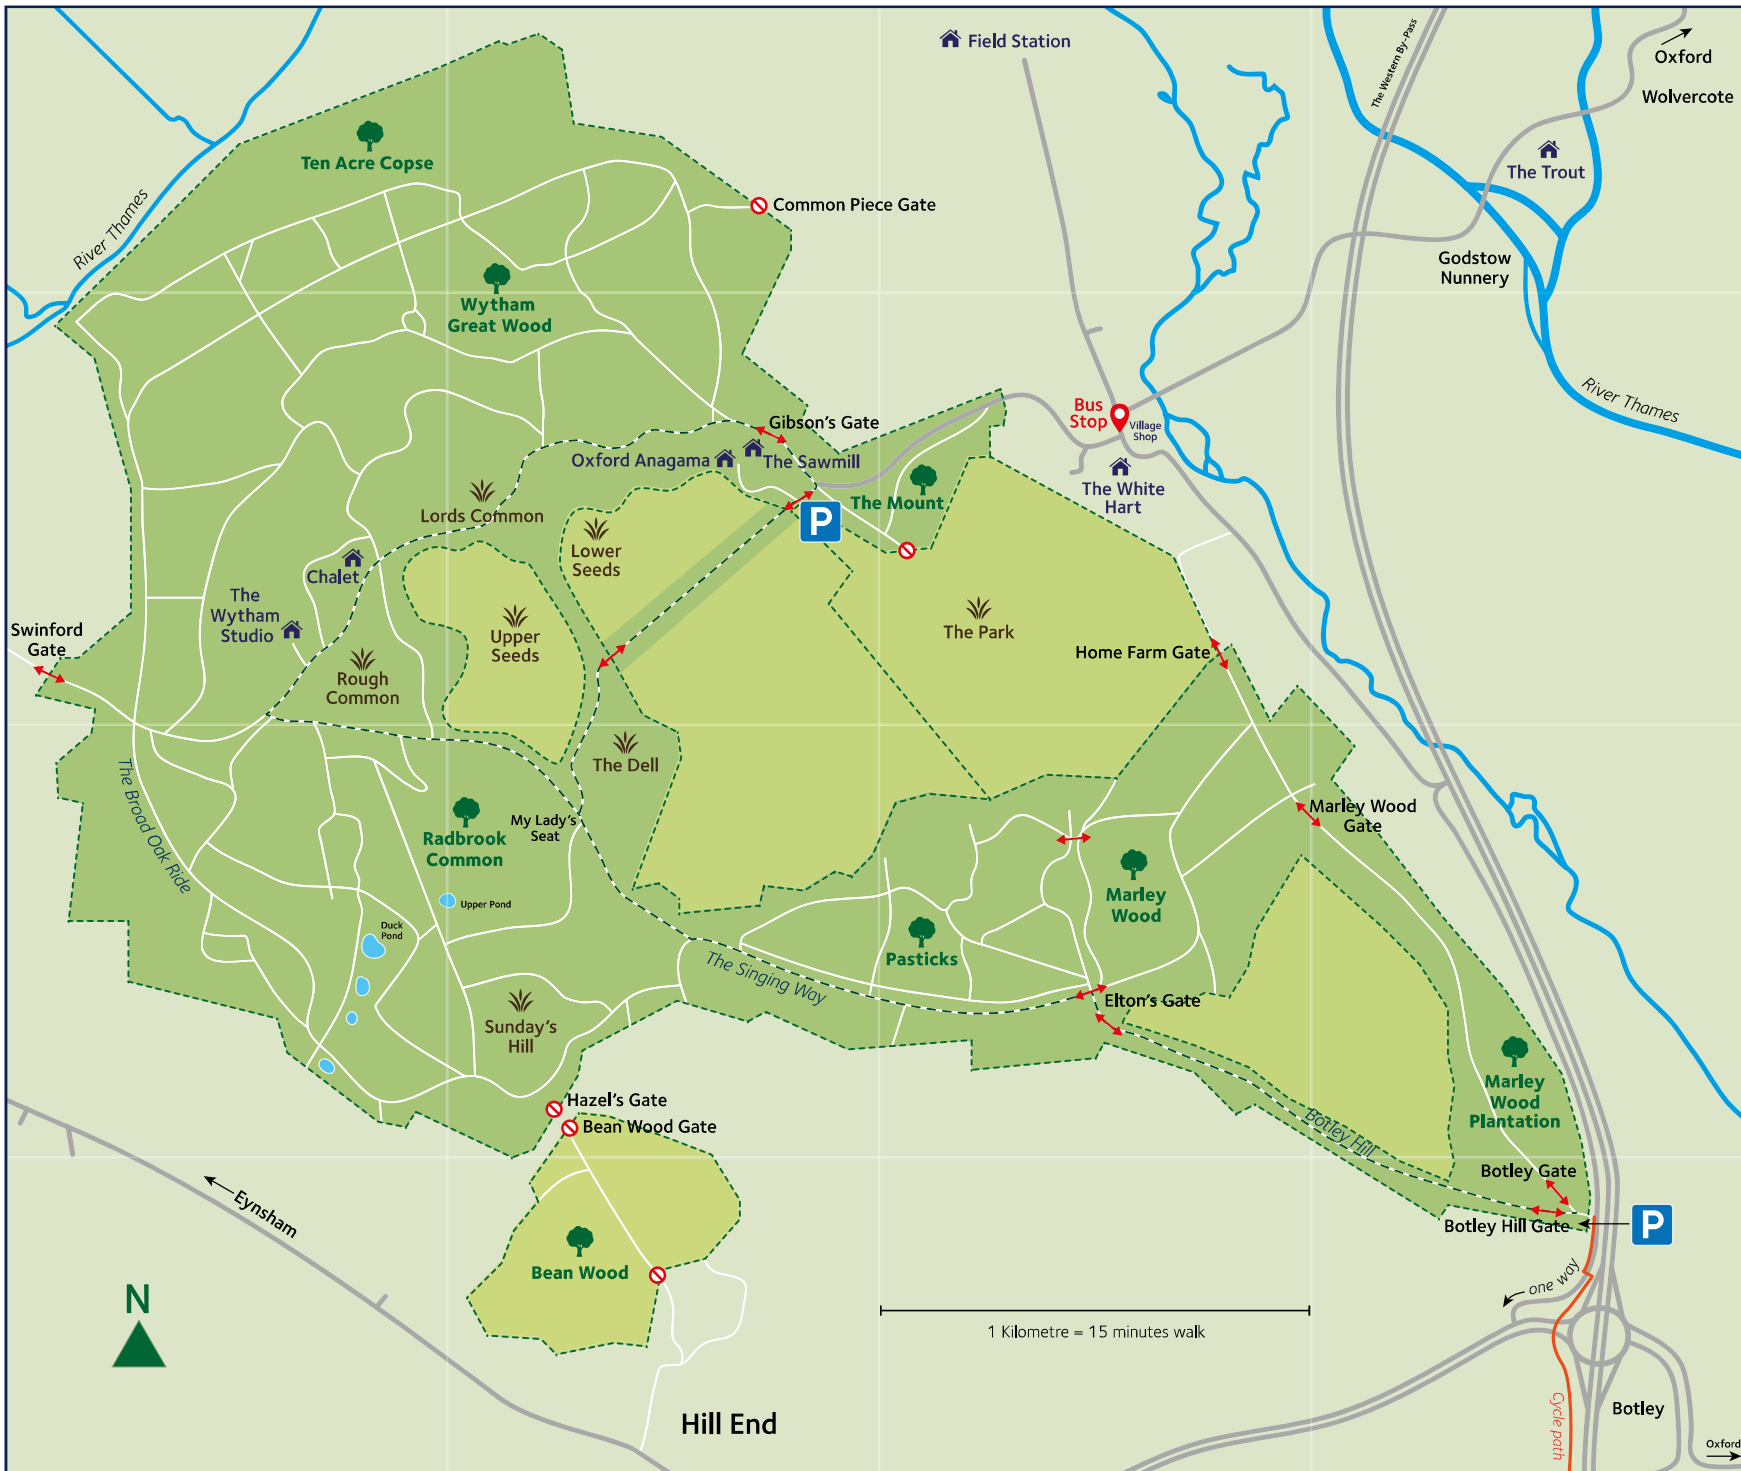 Field Station
The Western By-Pass
Oxford
Wolvercote
Ten Acre Copse
The Trout
River Thames
Common Piece Gate
Godstow
Nunnery
Wytham
Great Wood
River Thames
Bus
Stop
Village
Shop
Gibson's Gate
Oxford Anagama
The Sawmill
The White
Hart
The Mount
P
Lords Common
Lower
Seeds
Chalet
The
Wytham
Studio
Swinford
Gate
Upper
Seeds
The Park
Home Farm Gate
Rough
Common
The Dell
The Broad Oak Ride
My Lady's
Seat
Radbrook
Common
Marley Wood
Gate
Upper Pond
Duck
Pond
Marley
Wood
Pasticks
The Singing Way
Elton's Gate
Sunday's
Hill
Marley
Wood
Plantation
Hazel's Gate
Bean Wood Gate
Botley Hill
Botley Gate
Botley Hill Gate
P
Eynsham
Bean Wood
one way
N
1 Kilometre = 15 minutes walk
Cycle path
Hill End
Botley
Oxford